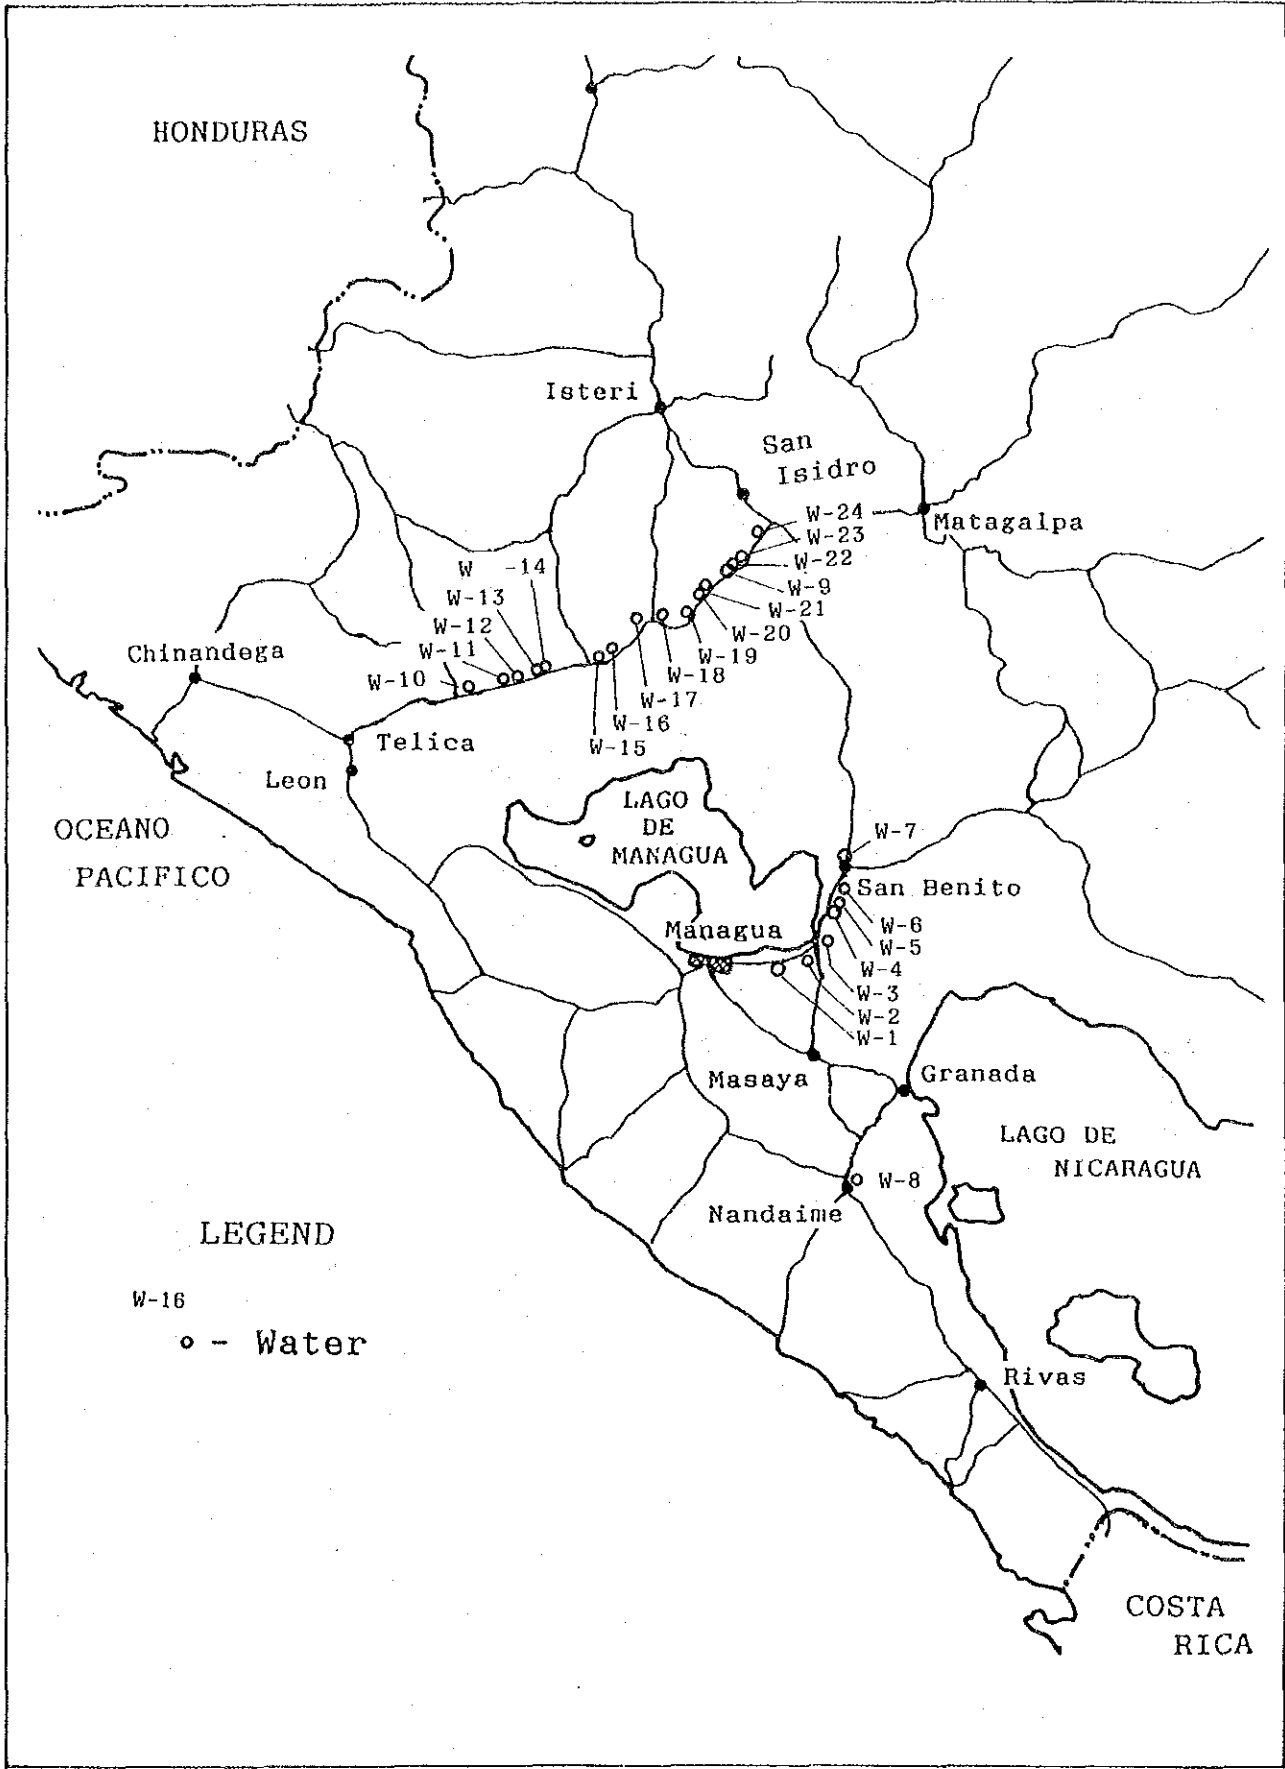 HONDURAS
Isteri
San
Isidro
W-24
Matagalpa
W-23
W-22
W -14
W-9
W-13
W-21
W-12
W-20
W-11
W-19
Chinandega
W-18
W-10
W-17
W-16
W-15
Telica
Leon
LAGO
DE
MANAGUA
OCEANO
PACIFICO
W-7
San Benito
W-6
Managua
W-5
W-4
W-3
W-2
W-1
Masaya
Granada
LAGO DE
NICARAGUA
W-8
Nandaime
LEGEND
W-16
o - Water
Rivas
COSTA
RICA